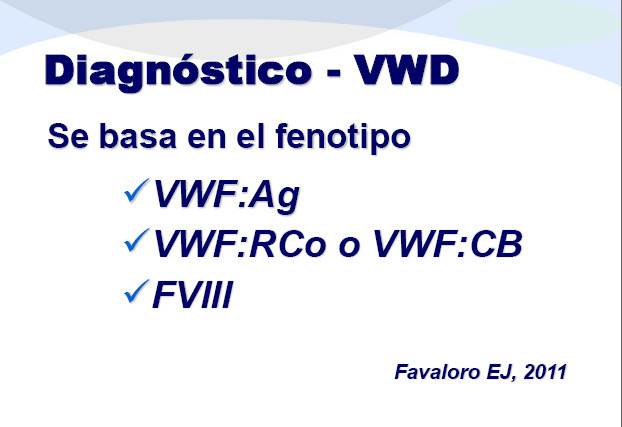 Diagnóstico - VWD
Se basa en el fenotipo
✓VWF:Ag
✓VWF:RCo o VWF:CB
✓FVIII
Favaloro EJ, 2011